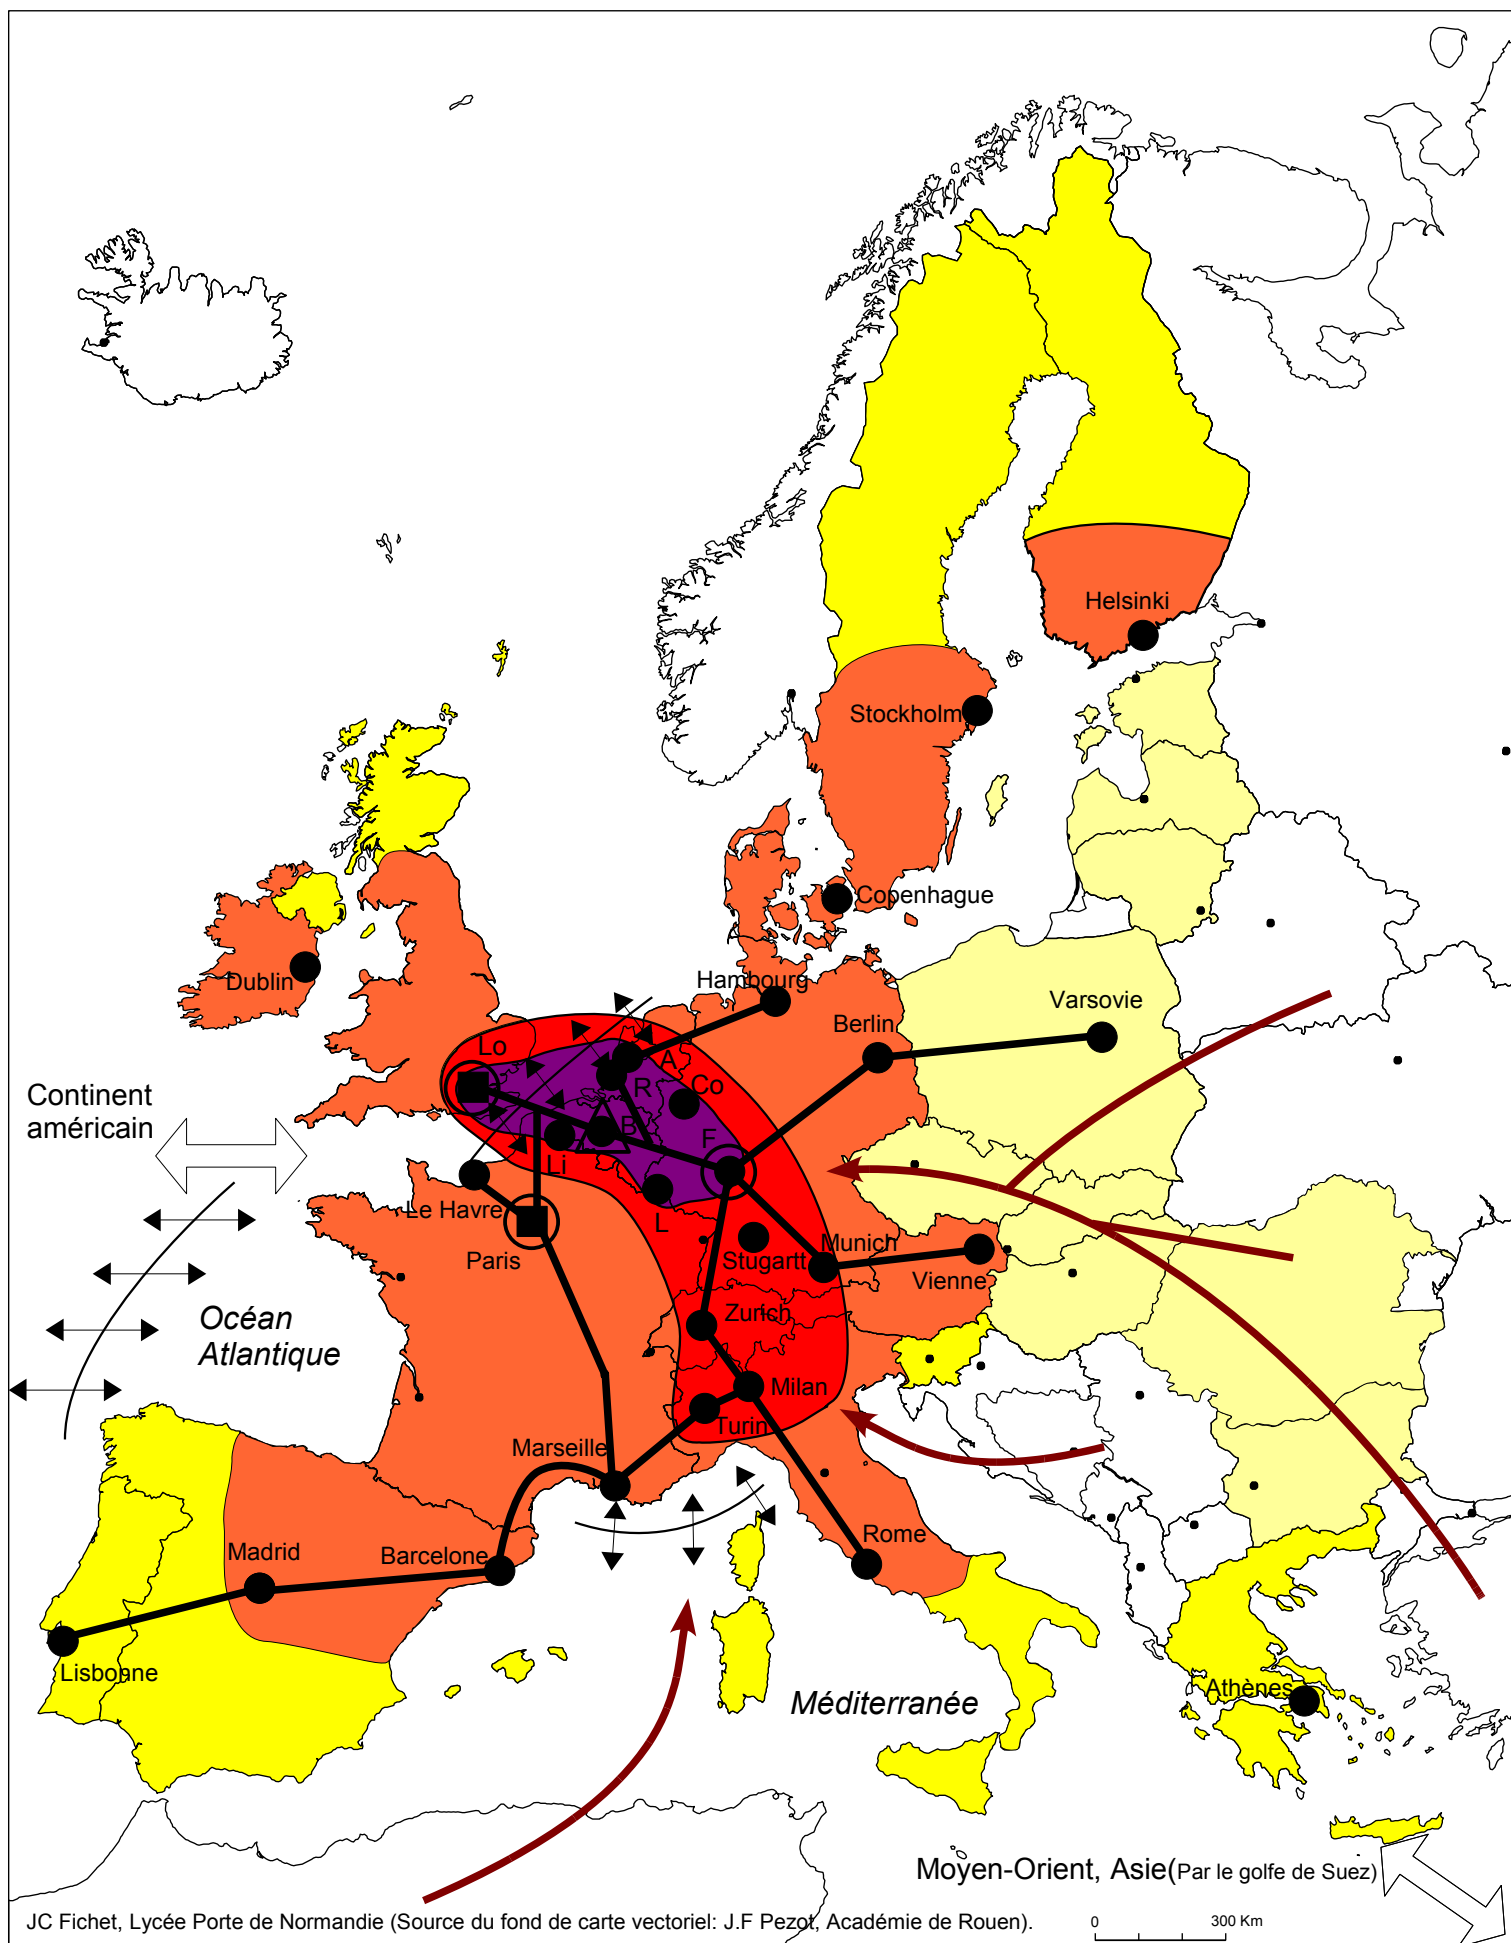 Helsinki
Stockholm
Copenhague
Dublin
Hambourg
Varsovie
Berlin
Lo
A
Co
R
B
F
Li
L
Continent
américain
Le Havre
Paris
Stugartt
Munich
Vienne
Océan
Atlantique
Zurich
Milan
Turin
Marseille
Rome
Madrid
Barcelone
Lisbonne
Athènes
Méditerranée
Moyen-Orient, Asie(Par le golfe de Suez)
JC Fichet, Lycée Porte de Normandie (Source du fond de carte vectoriel: J.F Pezot, Académie de Rouen).
0 300 Km